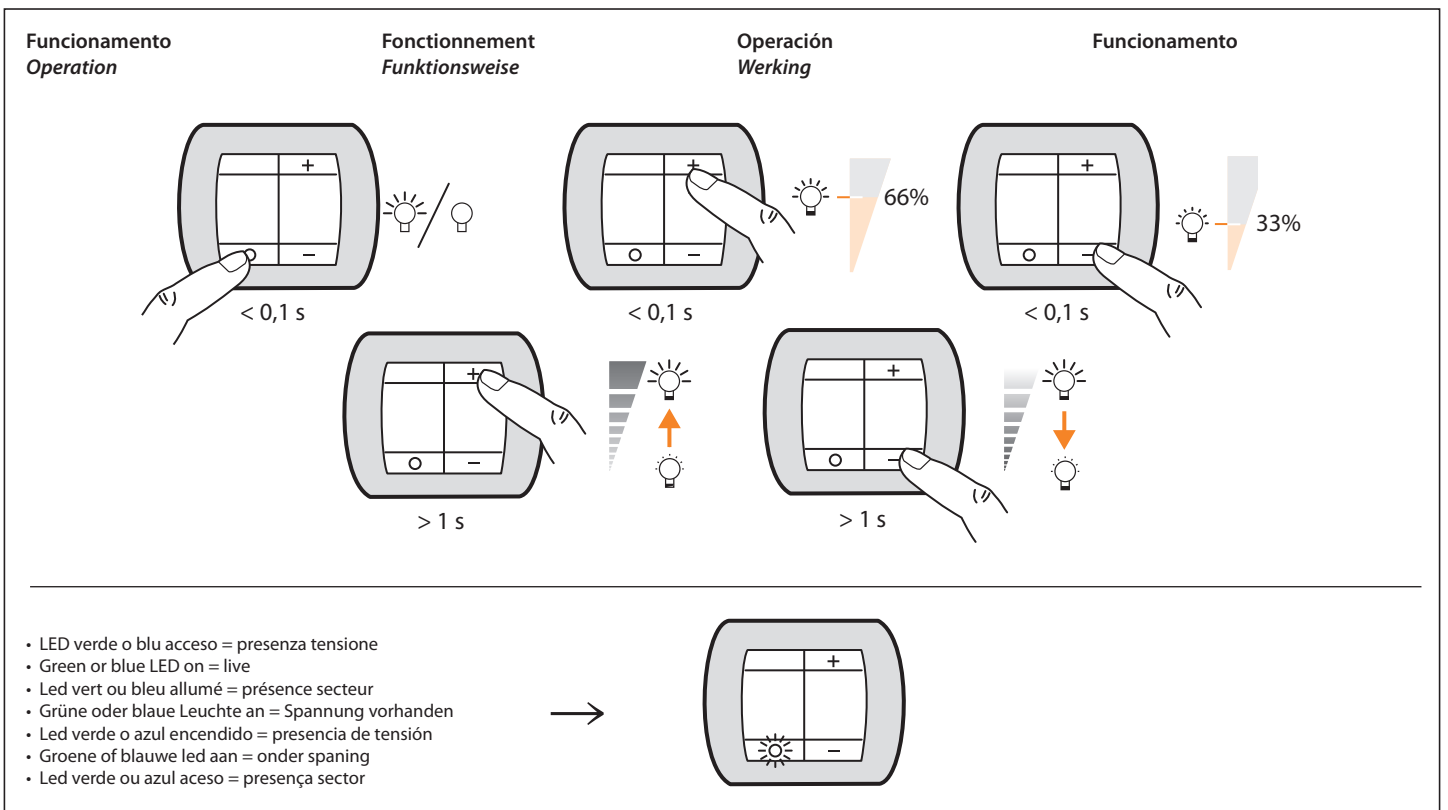 Funcionamento
Operation
Fonctionnement
Funktionsweise
Operación
Werking
Funcionamento
+
O –
< 0,1 s
+
O –
66%
< 0,1 s
+
O –
33%
< 0,1 s
+
O –
> 1 s
+
O –
> 1 s
• LED verde o blu acceso = presenza tensione
• Green or blue LED on = live
• Led vert ou bleu allumé = présence secteur
• Grüne oder blaue Leuchte an = Spannung vorhanden
• Led verde o azul encendido = presencia de tensión
• Groene of blauwe led aan = onder spaning
• Led verde ou azul aceso = presença sector
+
O –